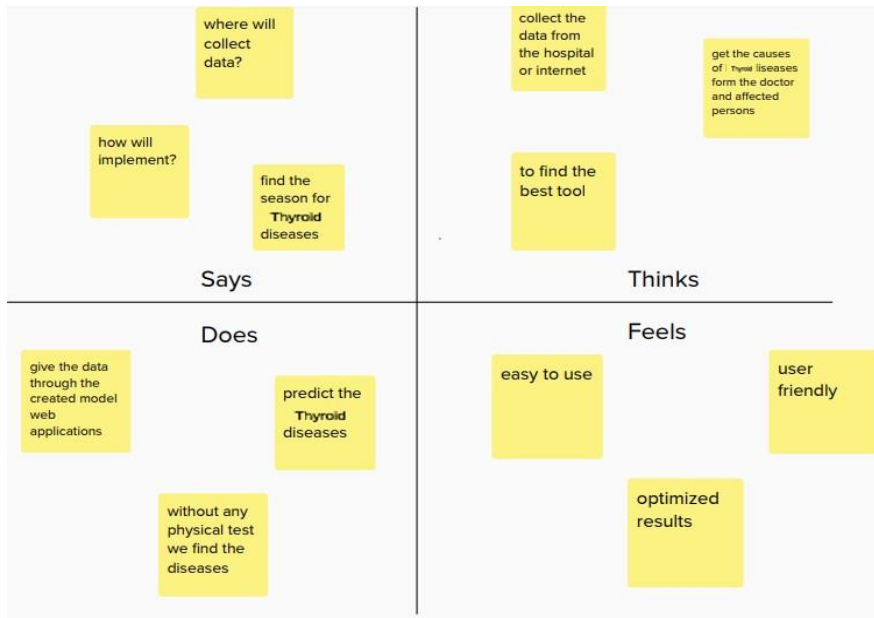 where will
collect
data?
how will
implement?
find the
season for
Thyroid
diseases
Says
collect the
data from
the hospital
or internet
get the causes
of Thyroid iseases
form the doctor
and affected
persons
to find the
best tool
Thinks
Does
give the data
through the
created model
web
applications
predict the
Thyroid
diseases
without any
physical test
we find the
diseases
Feels
easy to use
user
friendly
optimized
results